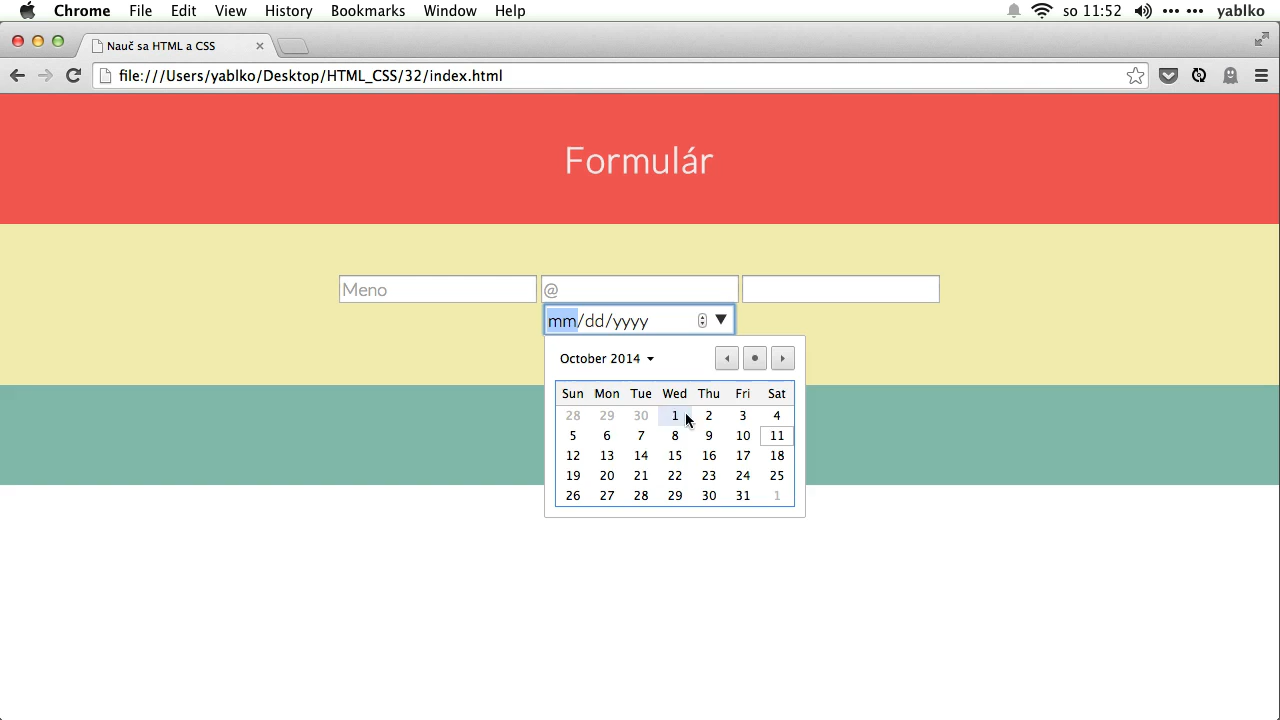 Chrome File Edit View History Bookmarks Window Help so 11:52 yablko
Nauč sa HTML a CSS
file:///Users/yablko/Desktop/HTML_CSS/32/index.html
Formulár
Meno @
mm/dd/yyyy
October 2014
Sun Mon Tue Wed Thu Fri Sat
28 29 30 1 2 3 4
5 6 7 8 9 10 11
12 13 14 15 16 17 18
19 20 21 22 23 24 25
26 27 28 29 30 31 1